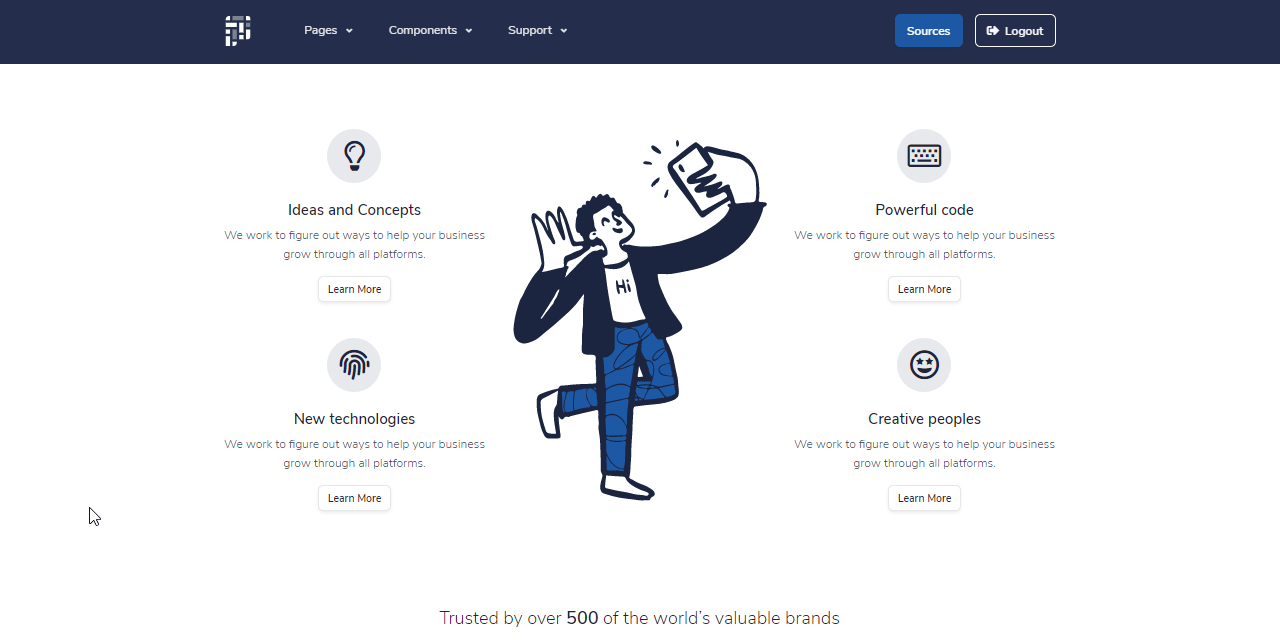 Pages
Components
Support
Sources
Logout
Ideas and Concepts
We work to figure out ways to help your business
grow through all platforms.
Learn More
New technologies
We work to figure out ways to help your business
grow through all platforms.
Learn More
Hi
Powerful code
We work to figure out ways to help your business
grow through all platforms.
Learn More
Creative peoples
We work to figure out ways to help your business
grow through all platforms.
Learn More
Trusted by over 500 of the world's valuable brands